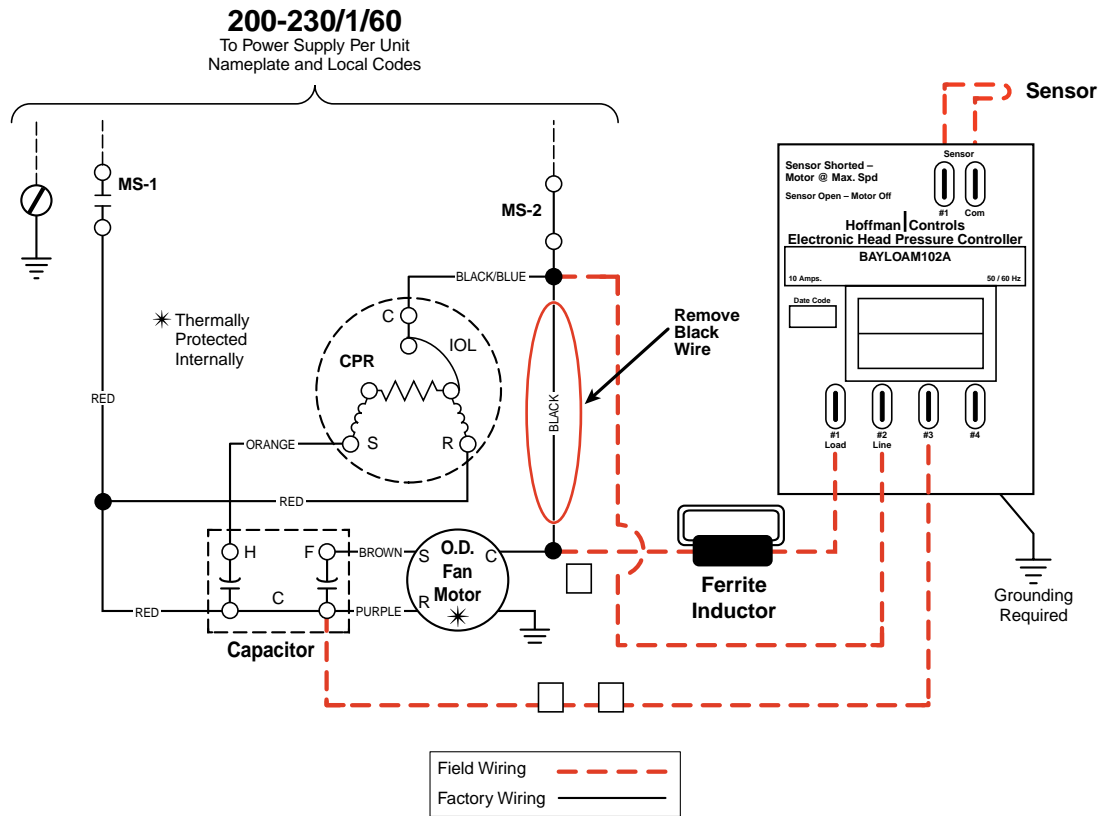 200-230/1/60
To Power Supply Per Unit
Nameplate and Local Codes
MS-1
MS-2
Sensor
Sensor
Sensor Shorted –
Motor @ Max. Spd
Sensor Open – Motor Off
#1
Com
Hoffman Controls
Electronic Head Pressure Controller
BAYLOAM102A
10 Amps.
50 / 60 Hz
Date Code
#1
Load
#2
Line
#3
#4
BLACK/BLUE
C
IOL
CPR
S
R
Thermally
Protected
Internally
Remove
Black
Wire
RED
BLACK
ORANGE
RED
H
F
BROWN
S
O.D.
Fan
Motor
C
R
C
RED
PURPLE
Capacitor
Ferrite
Inductor
Grounding
Required
Field Wiring
Factory Wiring